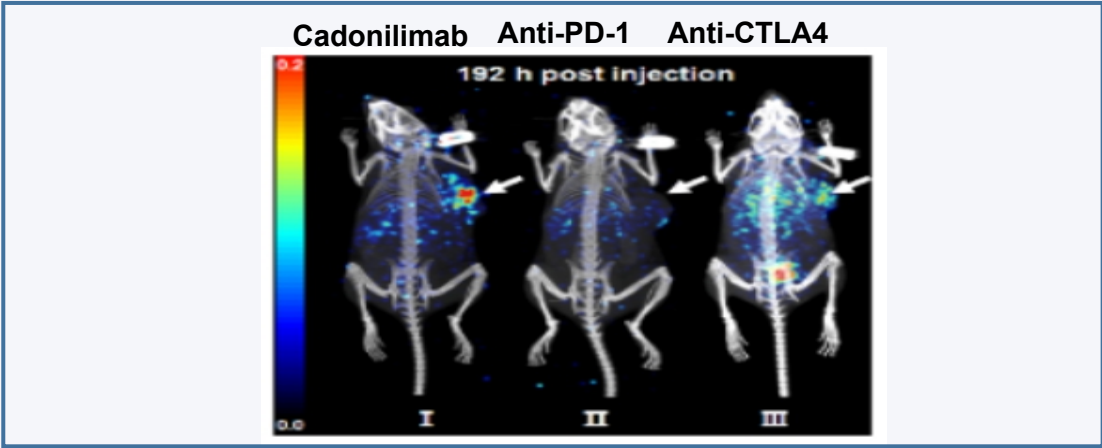 Cadonilimab Anti-PD-1 Anti-CTLA4
0.2
192 h post injection
0.0
I II III